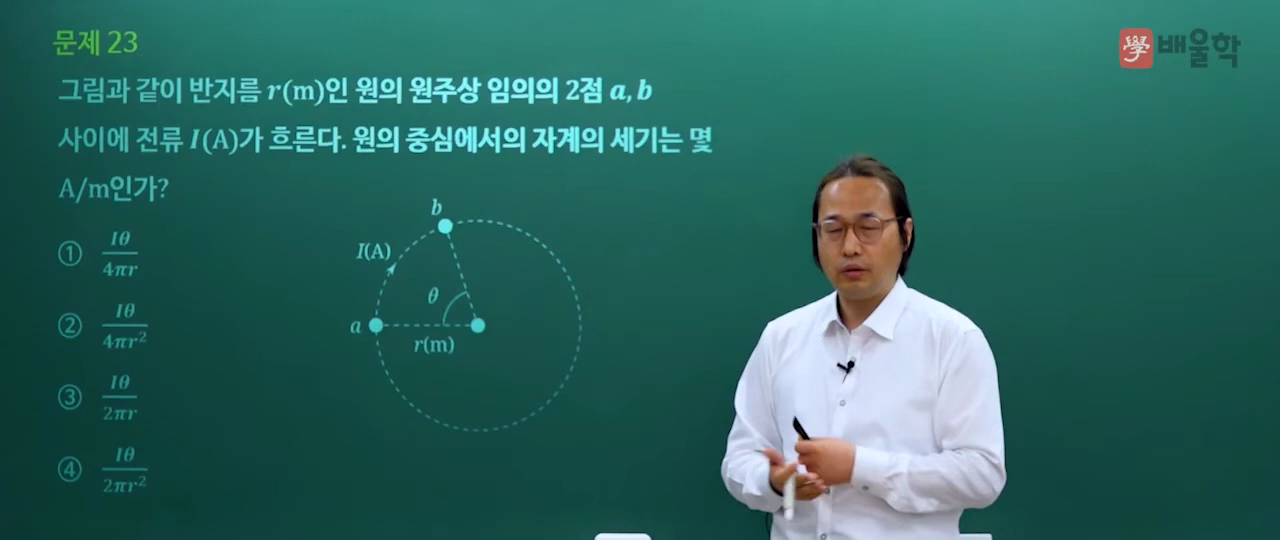 문제 23
學 배울학
그림과 같이 반지름 r(m)인 원의 원주상 임의의 2점 a, b
사이에 전류 I(A)가 흐른다. 원의 중심에서의 자계의 세기는 몇
A/m인가?
① Iθ/4πr
② Iθ/4πr²
③ Iθ/2πr
④ Iθ/2πr²
b
I(A)
θ
a
r(m)